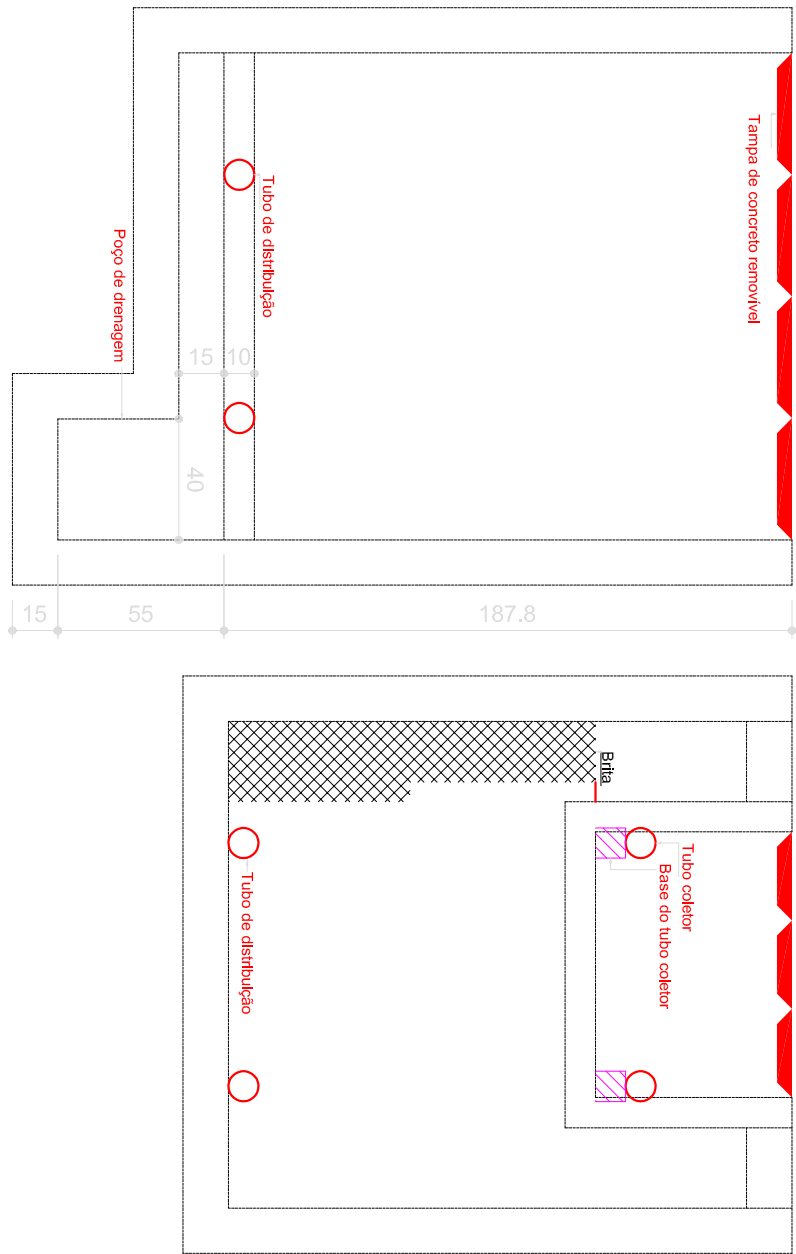 Tampa de concreto removível
Tubo de distribuição
Poço de drenagem
15
10
40
15
55
187.8
Brita
Tubo coletor
Base do tubo coletor
Tubo de distribuição